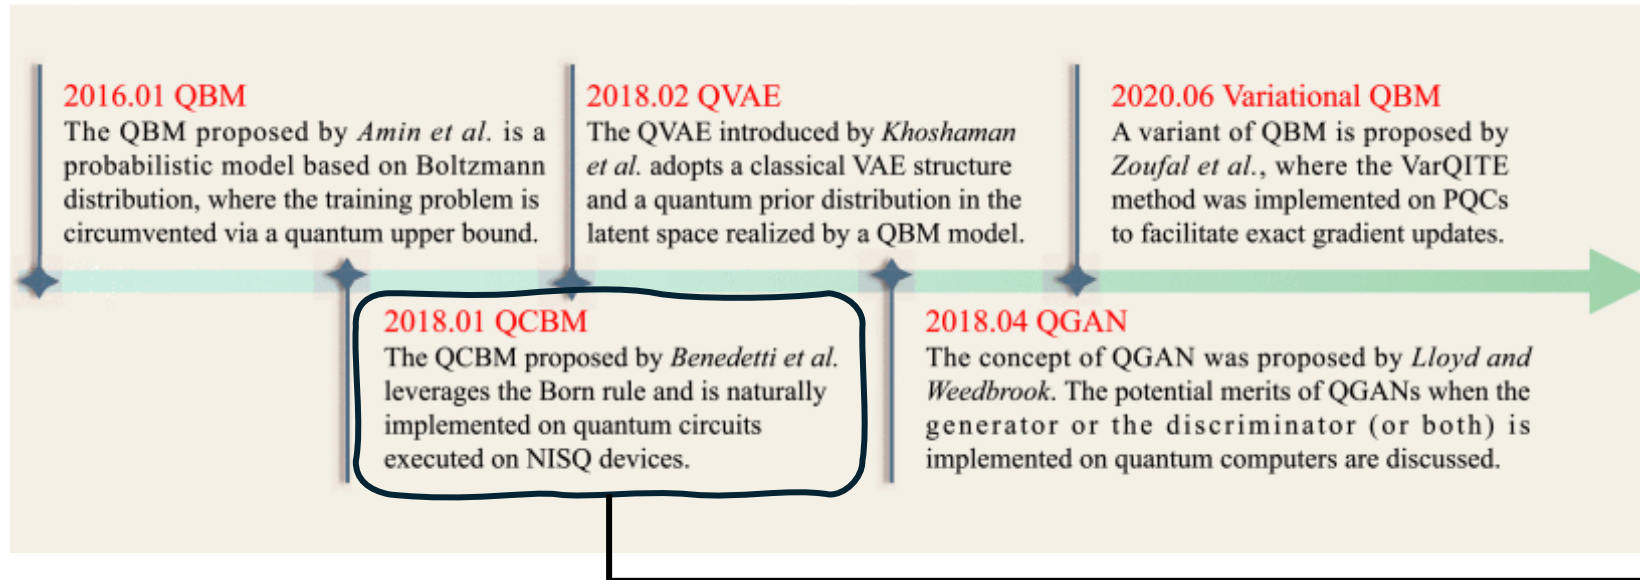 2016.01 QBM
The QBM proposed by Amin et al. is a
probabilistic model based on Boltzmann
distribution, where the training problem is
circumvented via a quantum upper bound.
2018.01 QCBM
The QCBM proposed by Benedetti et al.
leverages the Born rule and is naturally
implemented on quantum circuits
executed on NISQ devices.
2018.02 QVAE
The QVAE introduced by Khoshaman
et al. adopts a classical VAE structure
and a quantum prior distribution in the
latent space realized by a QBM model.
2018.04 QGAN
The concept of QGAN was proposed by Lloyd and
Weedbrook. The potential merits of QGANs when the
generator or the discriminator (or both) is
implemented on quantum computers are discussed.
2020.06 Variational QBM
A variant of QBM is proposed by
Zoufal et al., where the VarQITE
method was implemented on PQCs
to facilitate exact gradient updates.